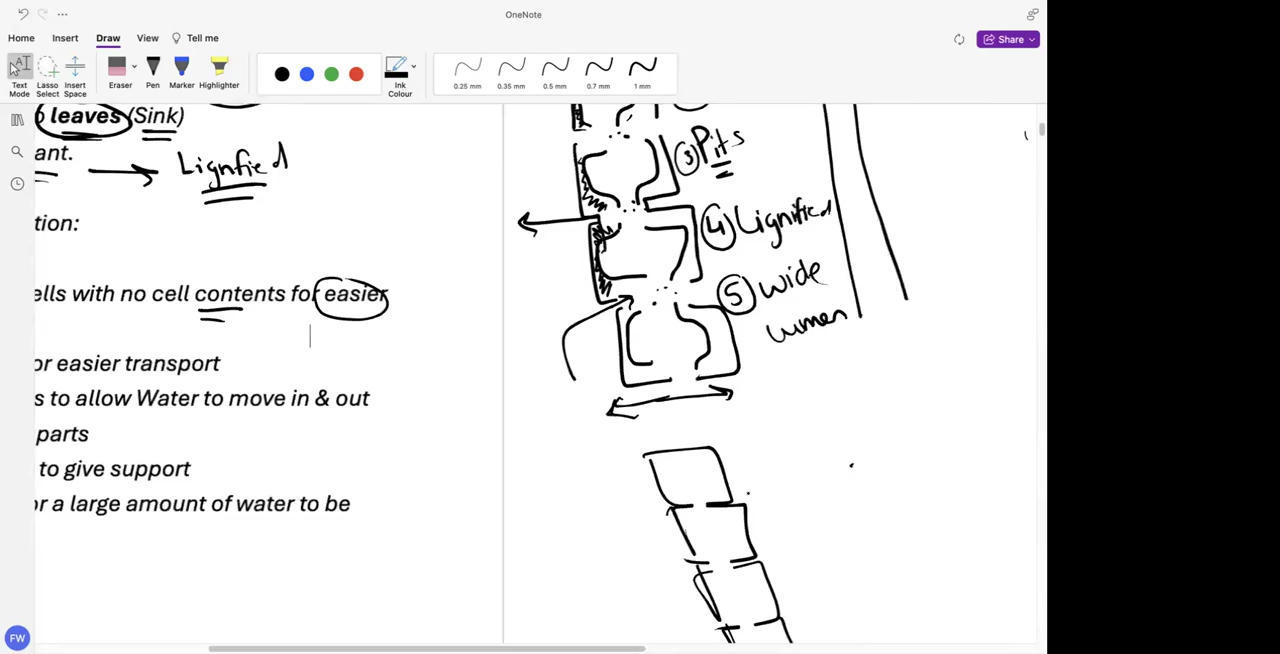 OneNote
Home Insert Draw View Tell me
Share
Text Mode
Lasso Select
Insert Space
Eraser
Pen
Marker
Highlighter
Ink Colour
0.25 mm 0.35 mm 0.5 mm 0.7 mm 1 mm
leaves (Sink)
ant. Lignfied
tion:
ells with no cell contents for easier
or easier transport
s to allow Water to move in & out
parts
to give support
or a large amount of water to be
3 Pits
4 Lignified
5 wide
lumen
FW